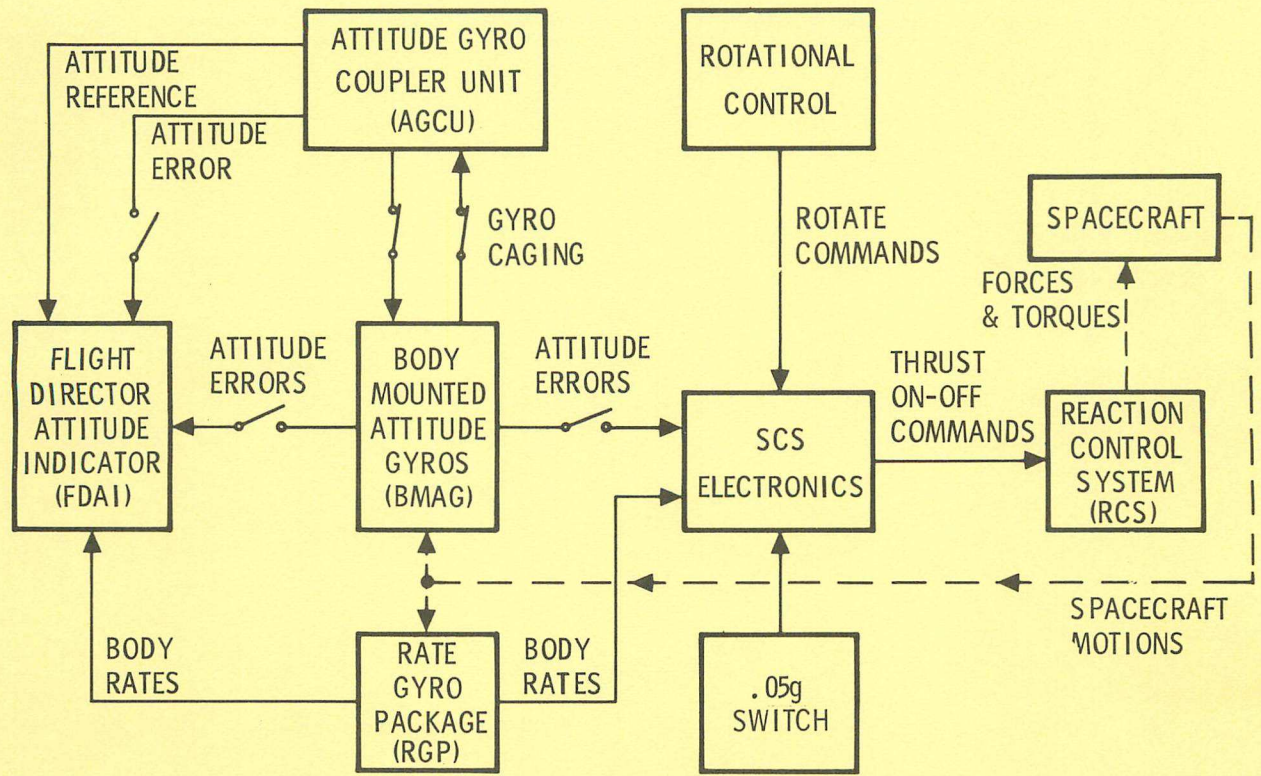 ATTITUDE GYRO
COUPLER UNIT
(AGCU)
ROTATIONAL
CONTROL
ATTITUDE
REFERENCE
ATTITUDE
ERROR
GYRO
CAGING
ROTATE
COMMANDS
SPACECRAFT
FORCES
& TORQUES
FLIGHT
DIRECTOR
ATTITUDE
INDICATOR
(FDAI)
ATTITUDE
ERRORS
BODY
MOUNTED
ATTITUDE
GYROS
(BMAG)
ATTITUDE
ERRORS
SCS
ELECTRONICS
THRUST
ON-OFF
COMMANDS
REACTION
CONTROL
SYSTEM
(RCS)
SPACECRAFT
MOTIONS
BODY
RATES
RATE
GYRO
PACKAGE
(RGP)
BODY
RATES
.05g
SWITCH